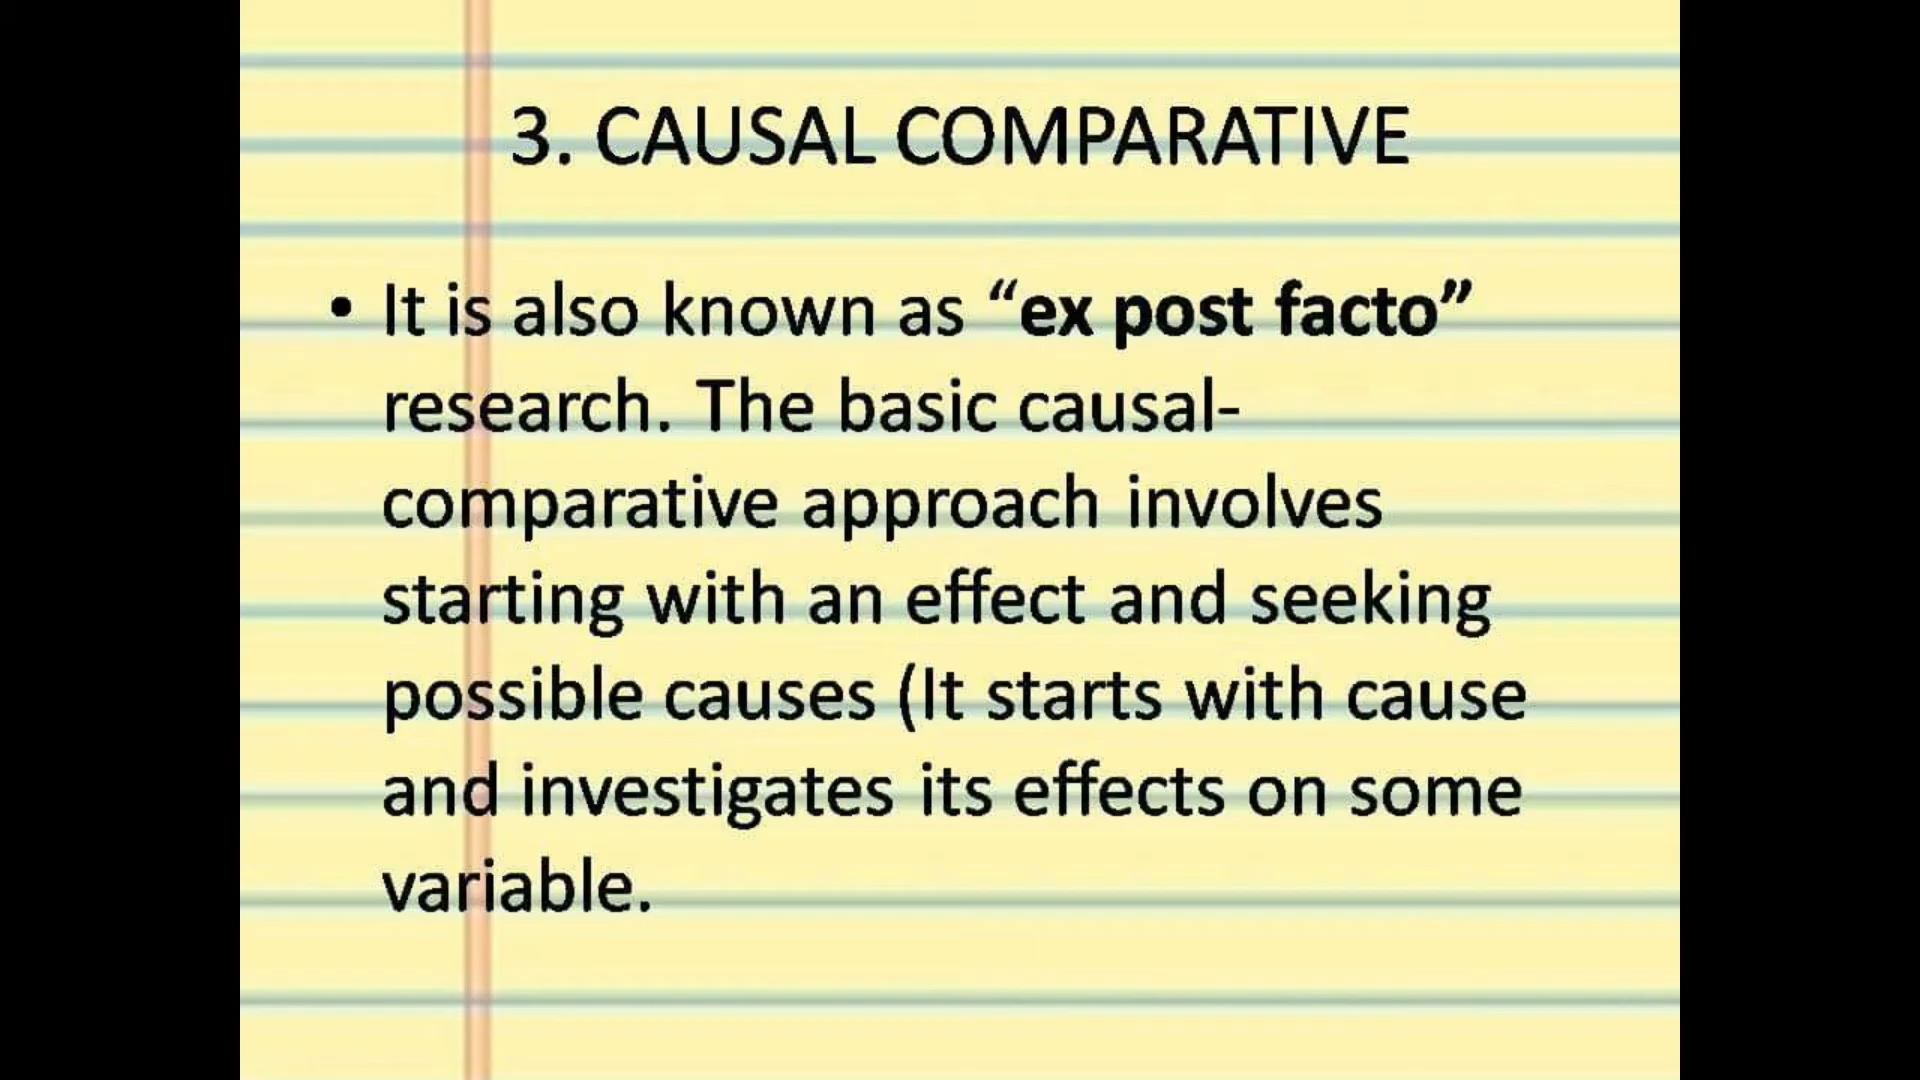 3. CAUSAL COMPARATIVE
• It is also known as “ex post facto”
research. The basic causal-
comparative approach involves
starting with an effect and seeking
possible causes (It starts with cause
and investigates its effects on some
variable.